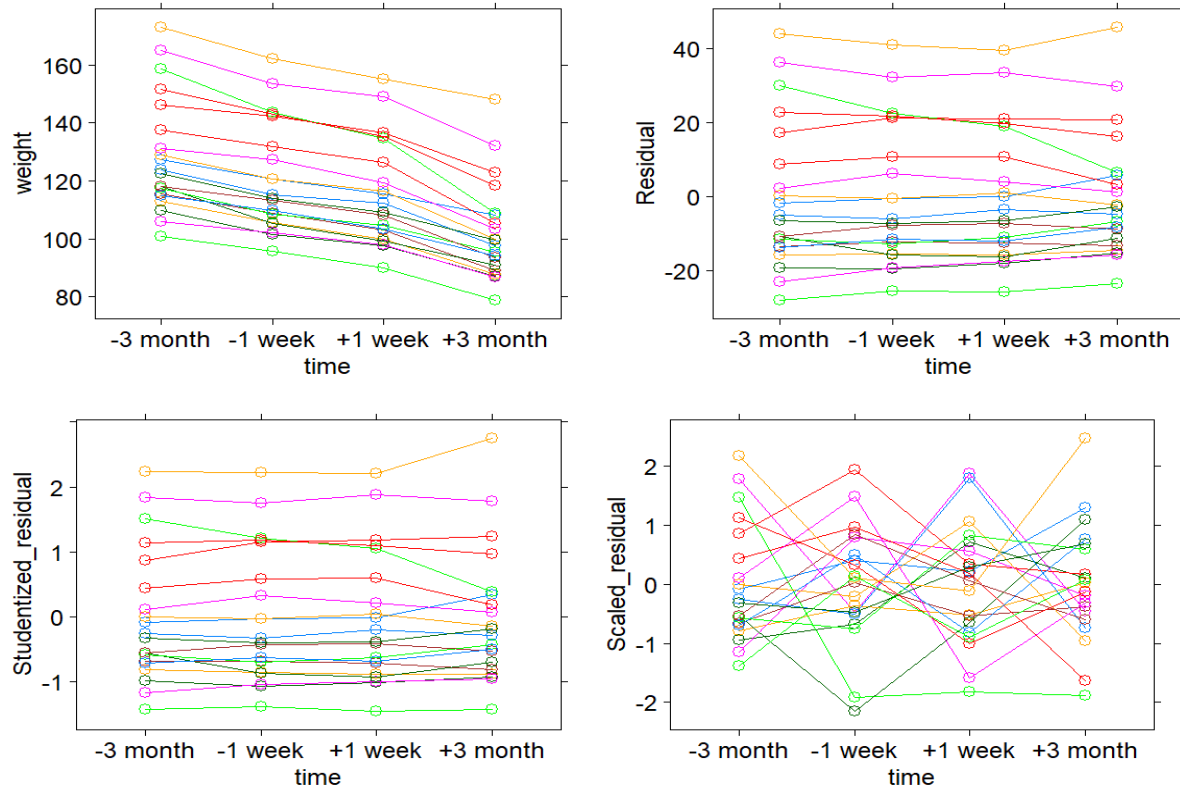 weight
160
140
120
100
80
-3 month -1 week +1 week +3 month
time
Residual
40
20
0
-20
-3 month -1 week +1 week +3 month
time
Studentized_residual
2
1
0
-1
-3 month -1 week +1 week +3 month
time
Scaled_residual
2
1
0
-1
-2
-3 month -1 week +1 week +3 month
time